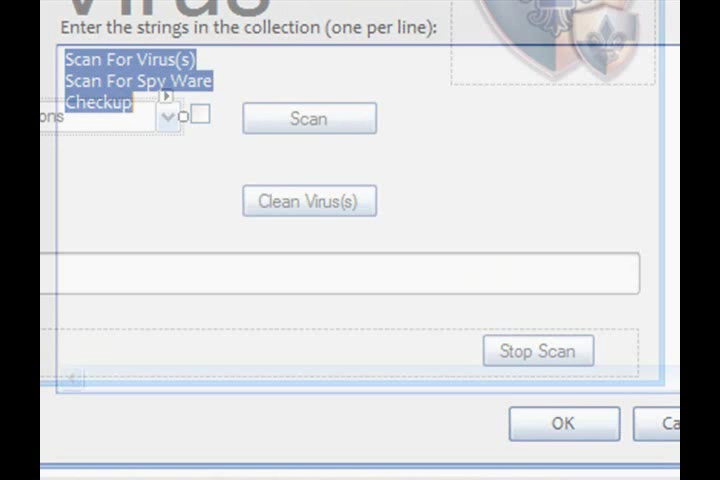 Virus
Enter the strings in the collection (one per line):
Scan For Virus(s)
Scan For Spy Ware
Checkup
ons
Scan
Clean Virus(s)
Stop Scan
OK
Ca